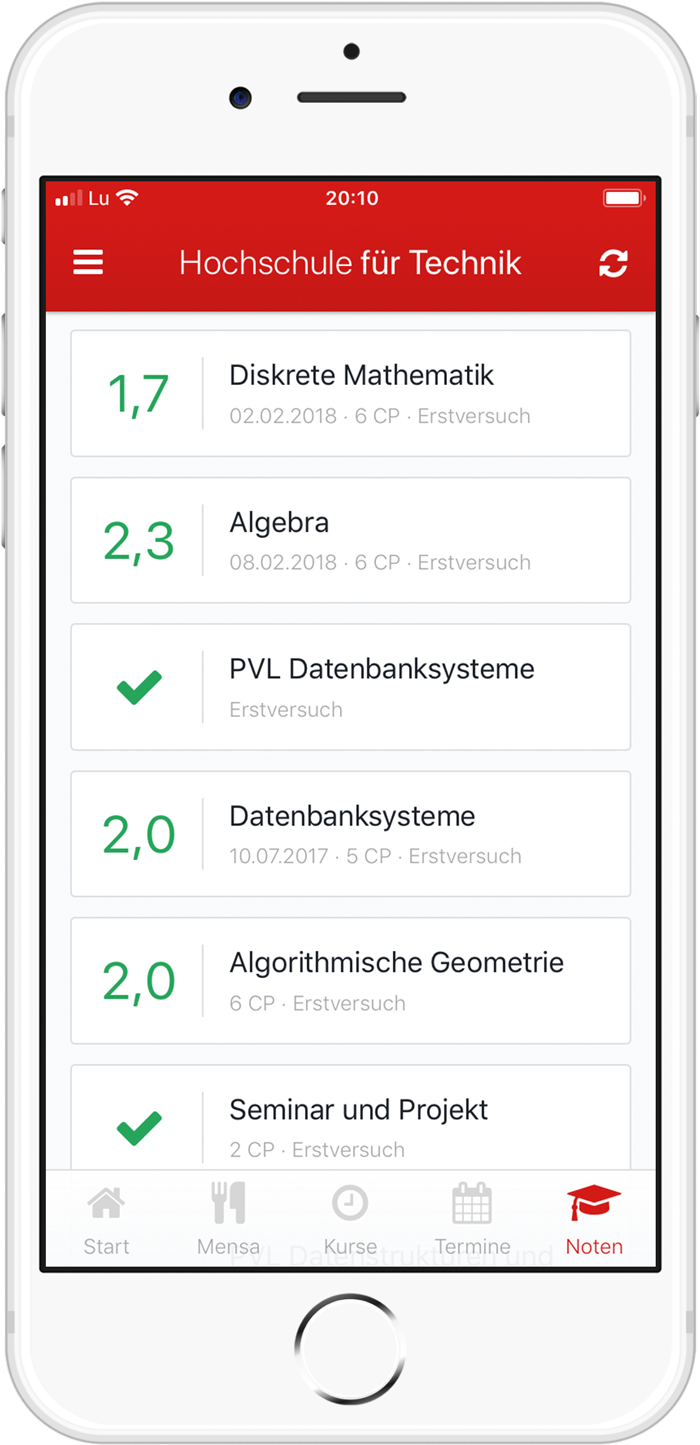 Lu 20:10
Hochschule für Technik
1,7
Diskrete Mathematik
02.02.2018 · 6 CP · Erstversuch
2,3
Algebra
08.02.2018 · 6 CP · Erstversuch
PVL Datenbanksysteme
Erstversuch
2,0
Datenbanksysteme
10.07.2017 · 5 CP · Erstversuch
2,0
Algorithmische Geometrie
6 CP · Erstversuch
Seminar und Projekt
2 CP · Erstversuch
PVL Datenstrukturen und
Start Mensa Kurse Termine Noten